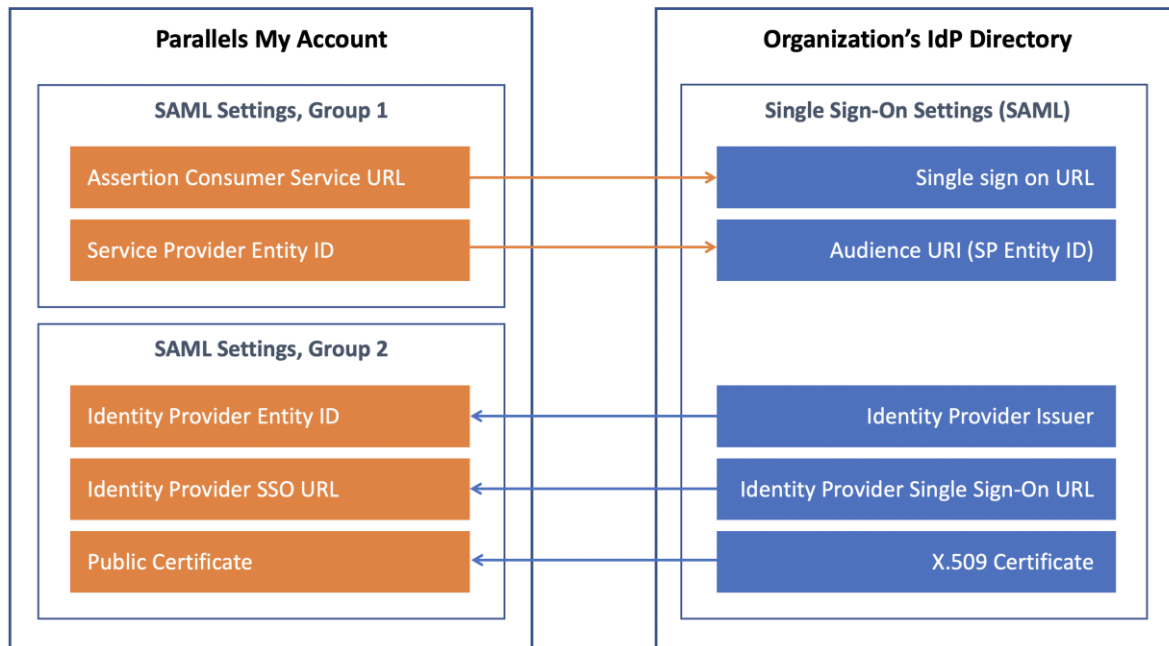 Parallels My Account
SAML Settings, Group 1
Assertion Consumer Service URL
Service Provider Entity ID
SAML Settings, Group 2
Identity Provider Entity ID
Identity Provider SSO URL
Public Certificate
Organization’s IdP Directory
Single Sign-On Settings (SAML)
Single sign on URL
Audience URI (SP Entity ID)
Identity Provider Issuer
Identity Provider Single Sign-On URL
X.509 Certificate